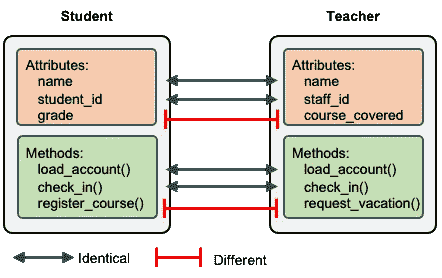 Student Teacher
Attributes: Attributes:
name name
student_id staff_id
grade course_covered
Methods: Methods:
load_account() load_account()
check_in() check_in()
register_course() request_vacation()
Identical Different